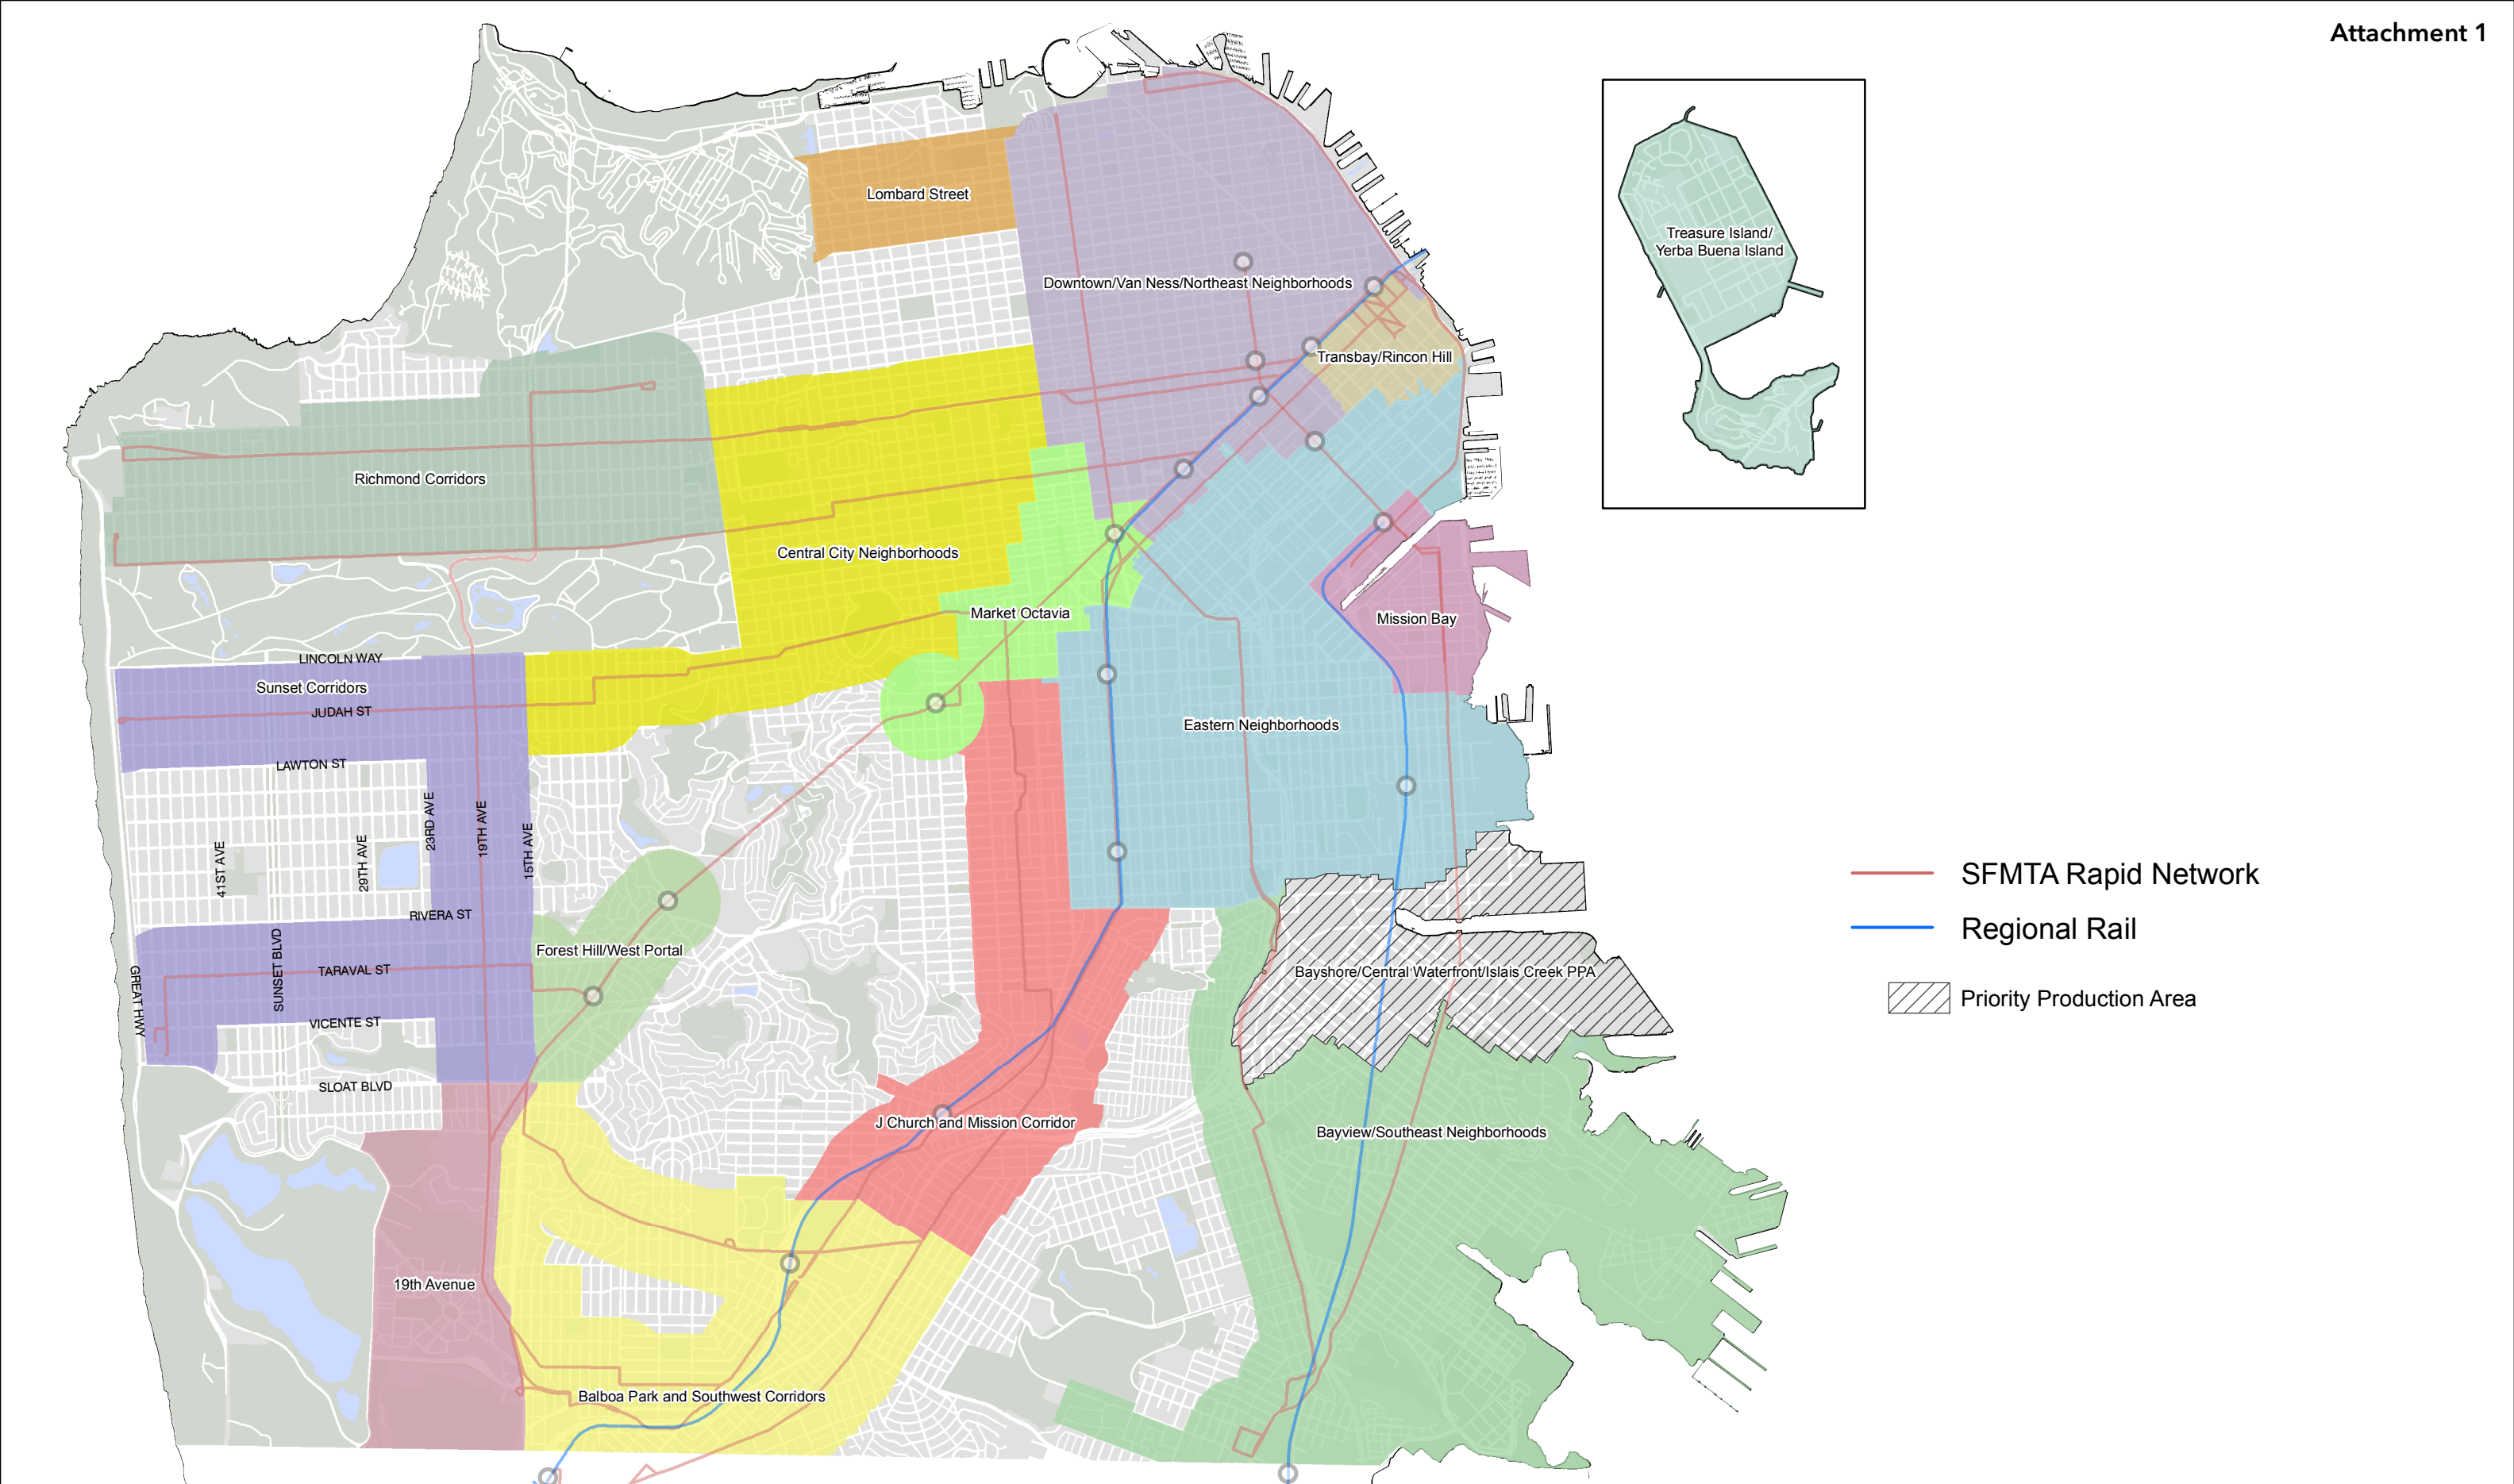 Attachment 1
Lombard Street
Treasure Island/
Yerba Buena Island
Downtown/Van Ness/Northeast Neighborhoods
Transbay/Rincon Hill
Richmond Corridors
Central City Neighborhoods
Market Octavia
Mission Bay
LINCOLN WAY
Sunset Corridors
JUDAH ST
Eastern Neighborhoods
LAWTON ST
41ST AVE
29TH AVE
23RD AVE
19TH AVE
15TH AVE
SFMTA Rapid Network
RIVERA ST
Regional Rail
Forest Hill/West Portal
GREAT HWY
SUNSET BLVD
TARAVAL ST
Bayshore/Central Waterfront/Islais Creek PPA
Priority Production Area
VICENTE ST
SLOAT BLVD
J Church and Mission Corridor
Bayview/Southeast Neighborhoods
19th Avenue
Balboa Park and Southwest Corridors